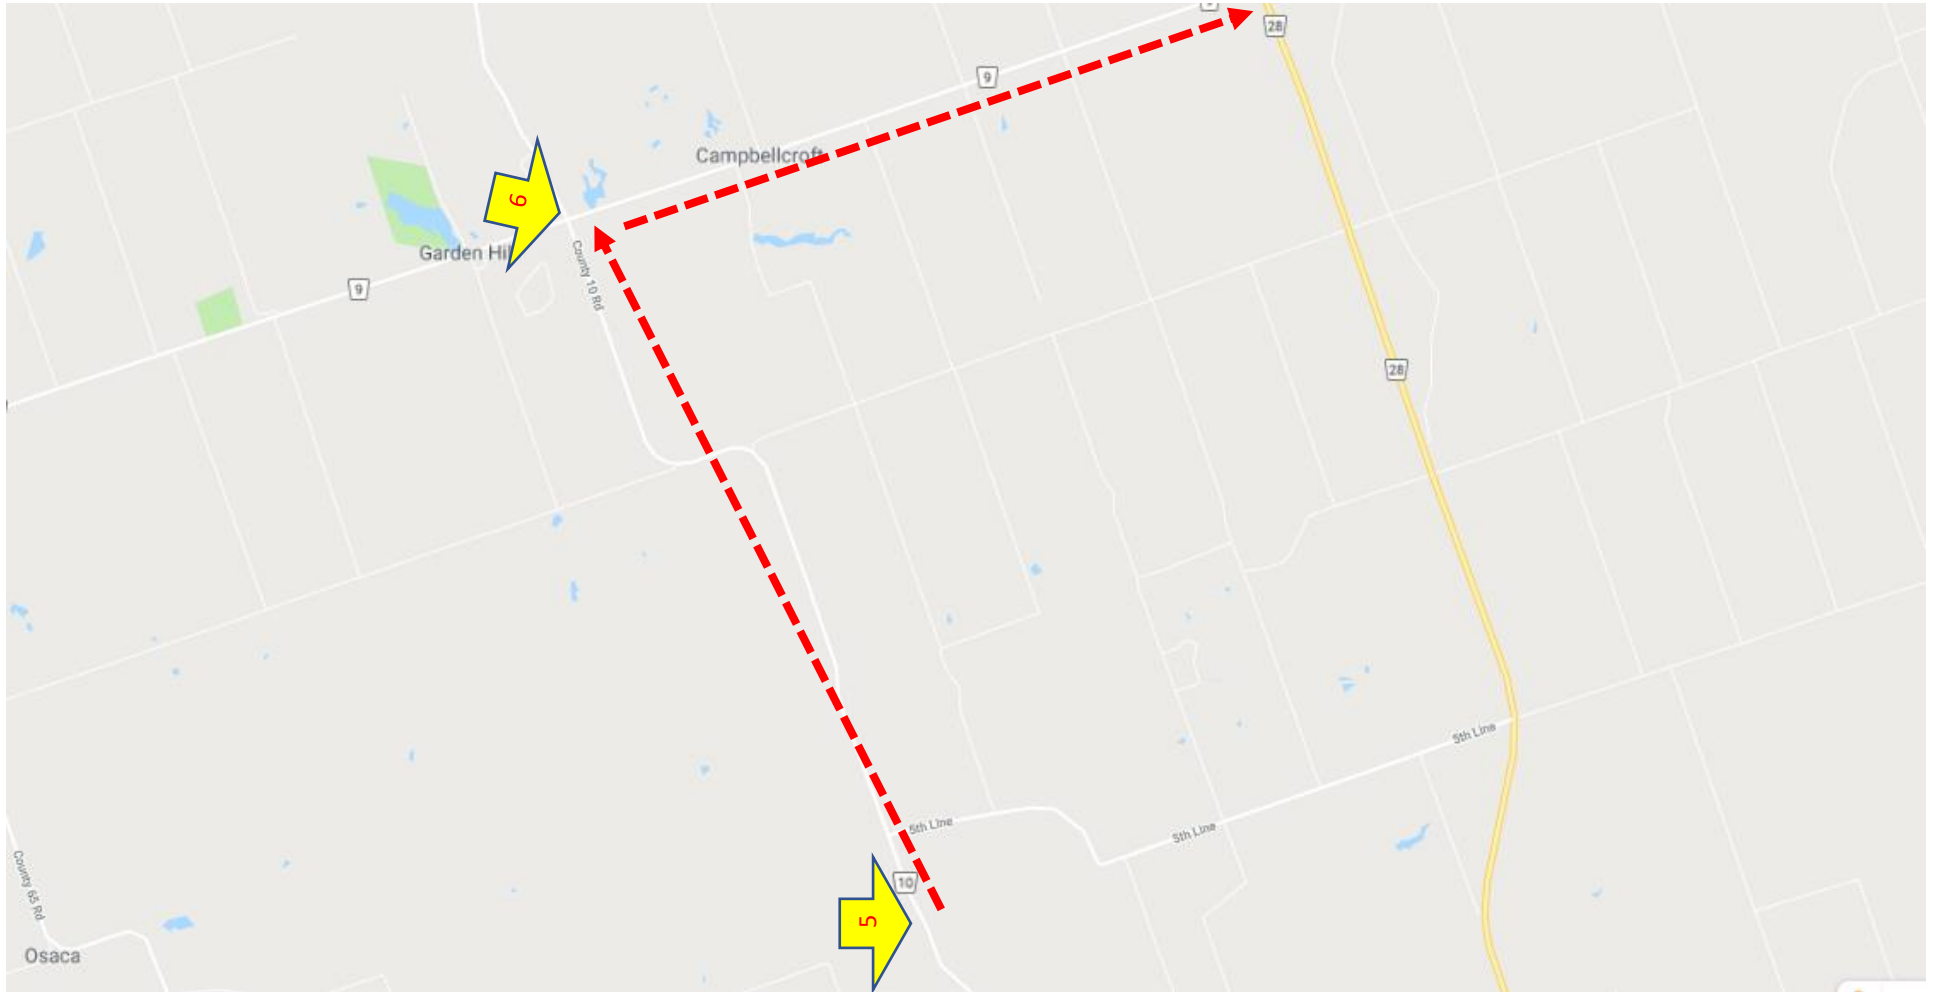 9
28
9
Campbellcroft
6
Garden Hil
County 10 Rd
9
28
5th Line
5th Line
5th Line
County 65 Rd
10
5
Osaca